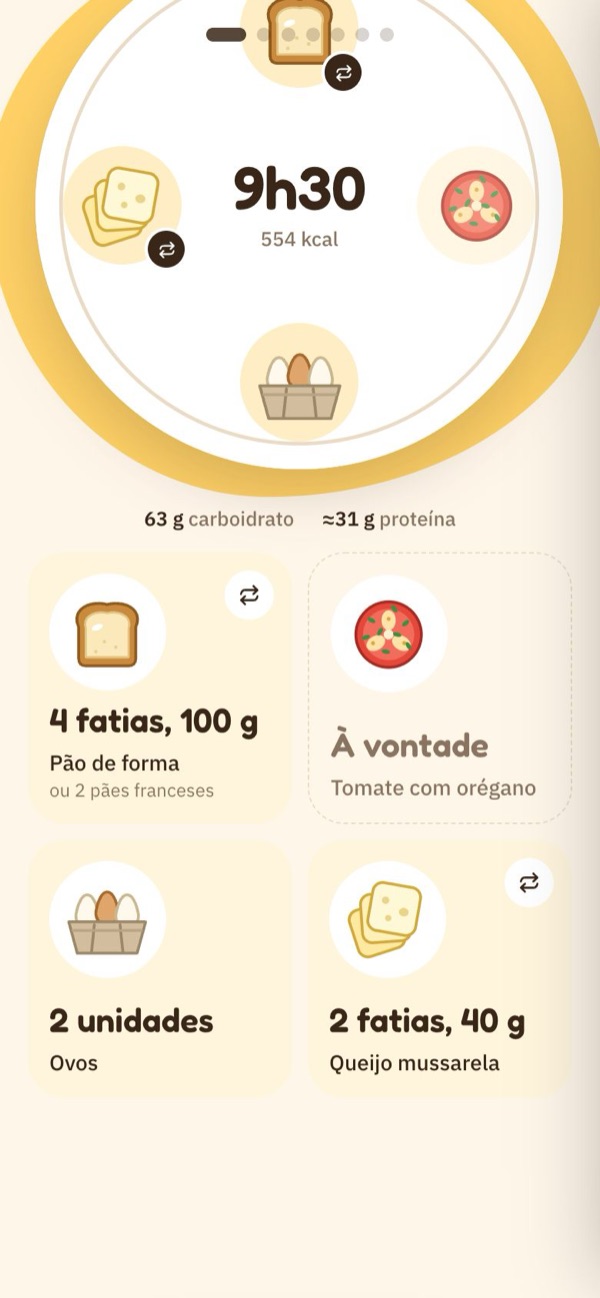 9h30
554 kcal
63 g carboidrato ≈31 g proteína
4 fatias, 100 g
Pão de forma
ou 2 pães franceses
À vontade
Tomate com orégano
2 unidades
Ovos
2 fatias, 40 g
Queijo mussarela